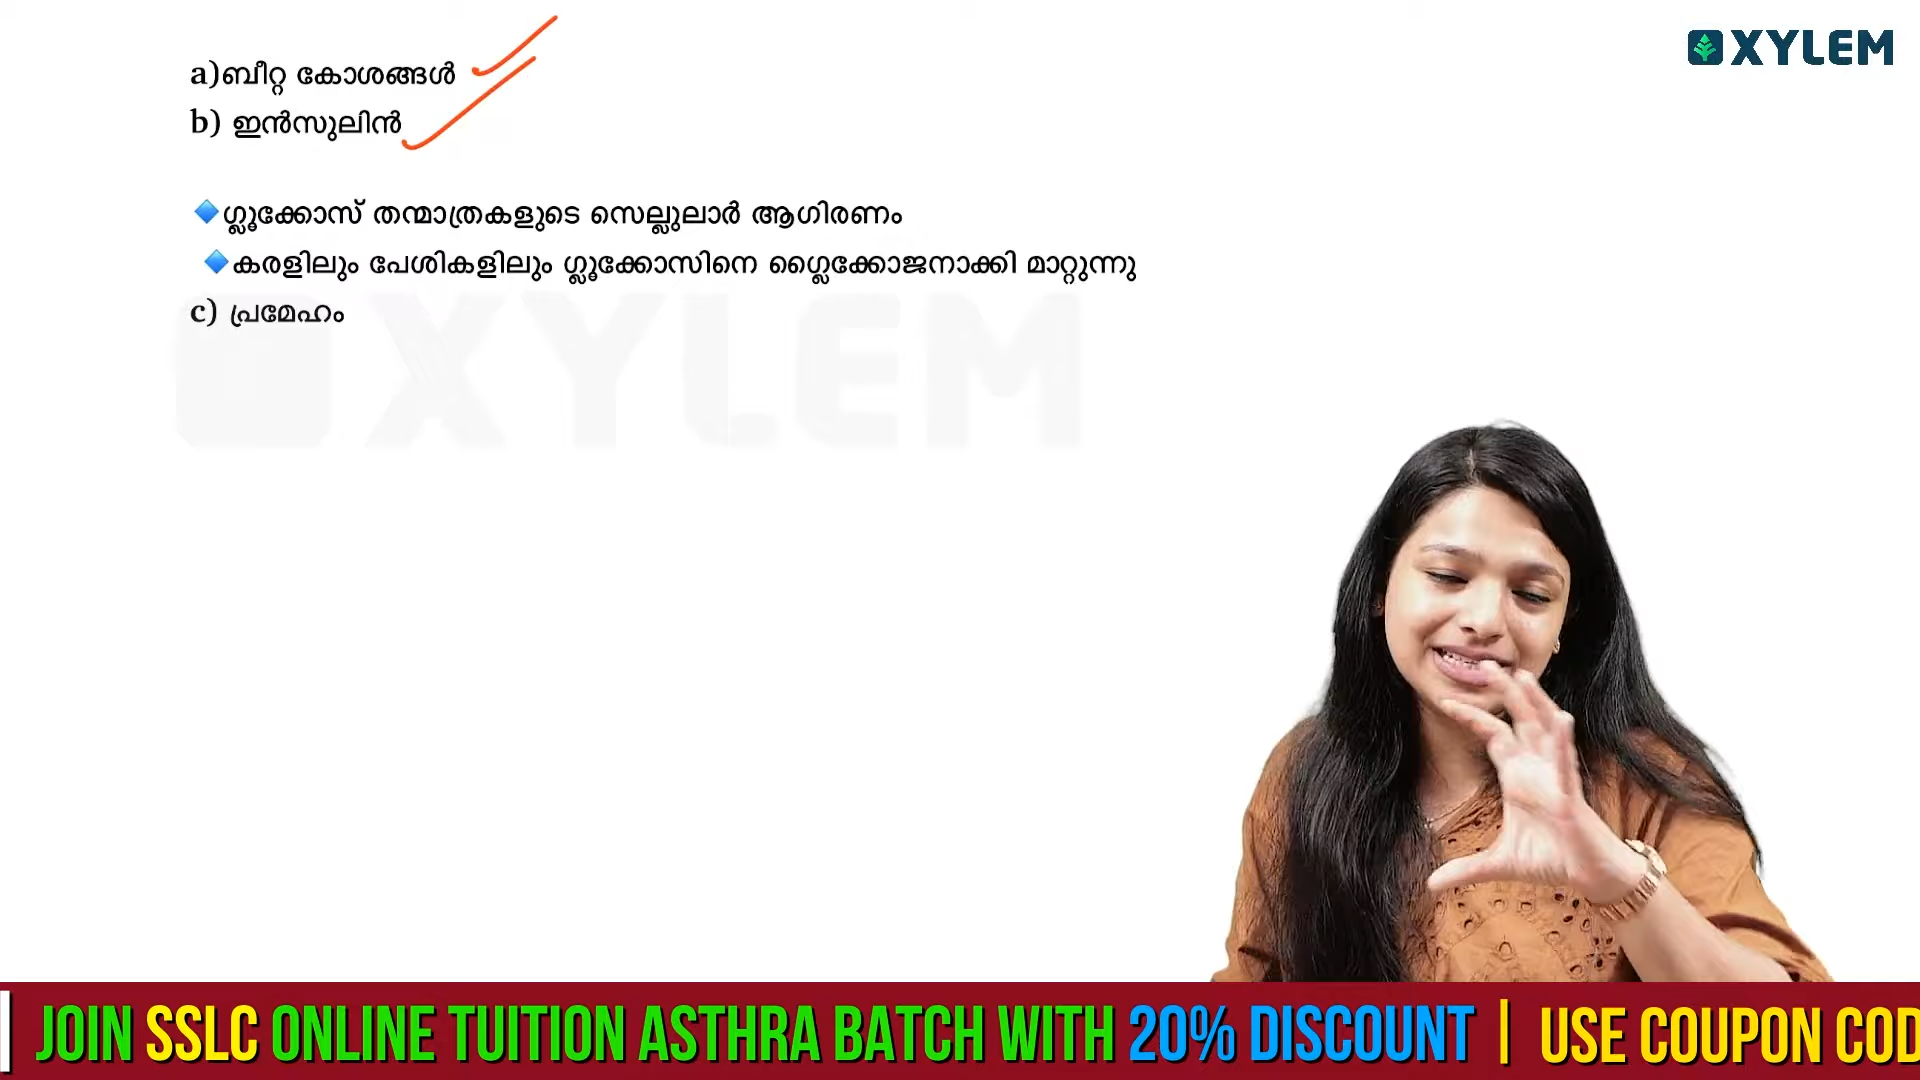 XYLEM
a)ബീറ്റ കോശങ്ങൾ
b) ഇൻസുലിൻ
ഗ്ലൂക്കോസ് തന്മാത്രകളുടെ സെല്ലുലാർ ആഗിരണം
കരളിലും പേശികളിലും ഗ്ലൂക്കോസിനെ ഗ്ലൈക്കോജനാക്കി മാറ്റുന്നു
c) പ്രമേഹം
XYLEM
JOIN SSLC ONLINE TUITION ASTHRA BATCH WITH 20% DISCOUNT | USE COUPON COD